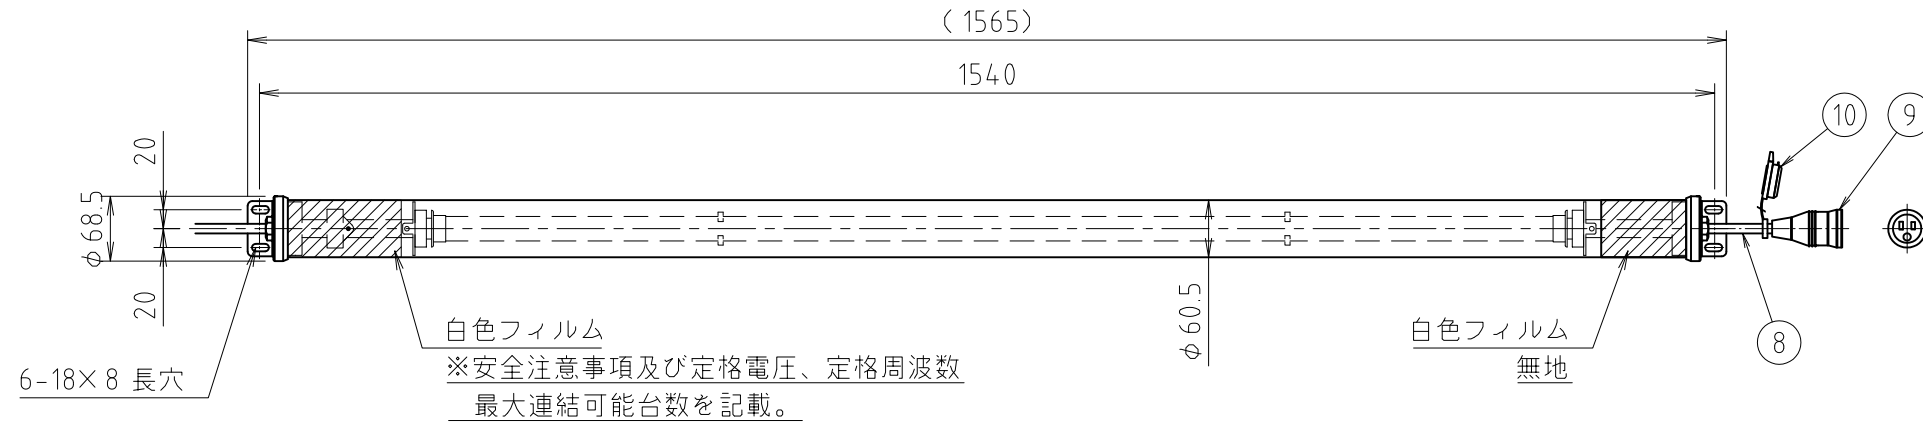 (1565)
1540
10
9
20
φ68.5
20
φ60.5
白色フィルム
※安全注意事項及び定格電圧、定格周波数
最大連結可能台数を記載。
白色フィルム
無地
8
6-18×8 長穴